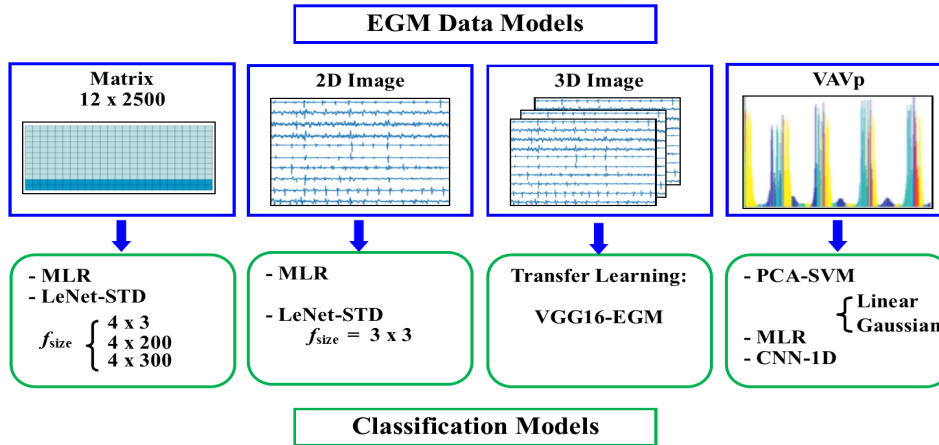 EGM Data Models
Matrix
12 x 2500
2D Image
3D Image
VAVp
- MLR
- LeNet-STD
fsize
4 x 3
4 x 200
4 x 300
- MLR
- LeNet-STD
fsize = 3 x 3
Transfer Learning:
VGG16-EGM
- PCA-SVM
Linear
Gaussian
- MLR
- CNN-1D
Classification Models